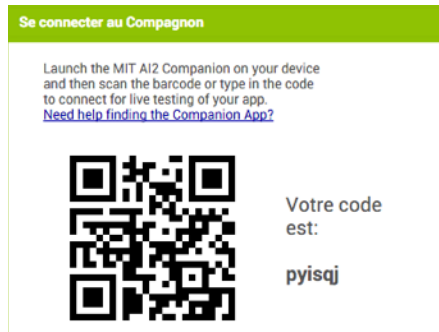 Se connecter au Compagnon
Launch the MIT AI2 Companion on your device
and then scan the barcode or type in the code
to connect for live testing of your app.
Need help finding the Companion App?
Votre code
est:
pyisqj